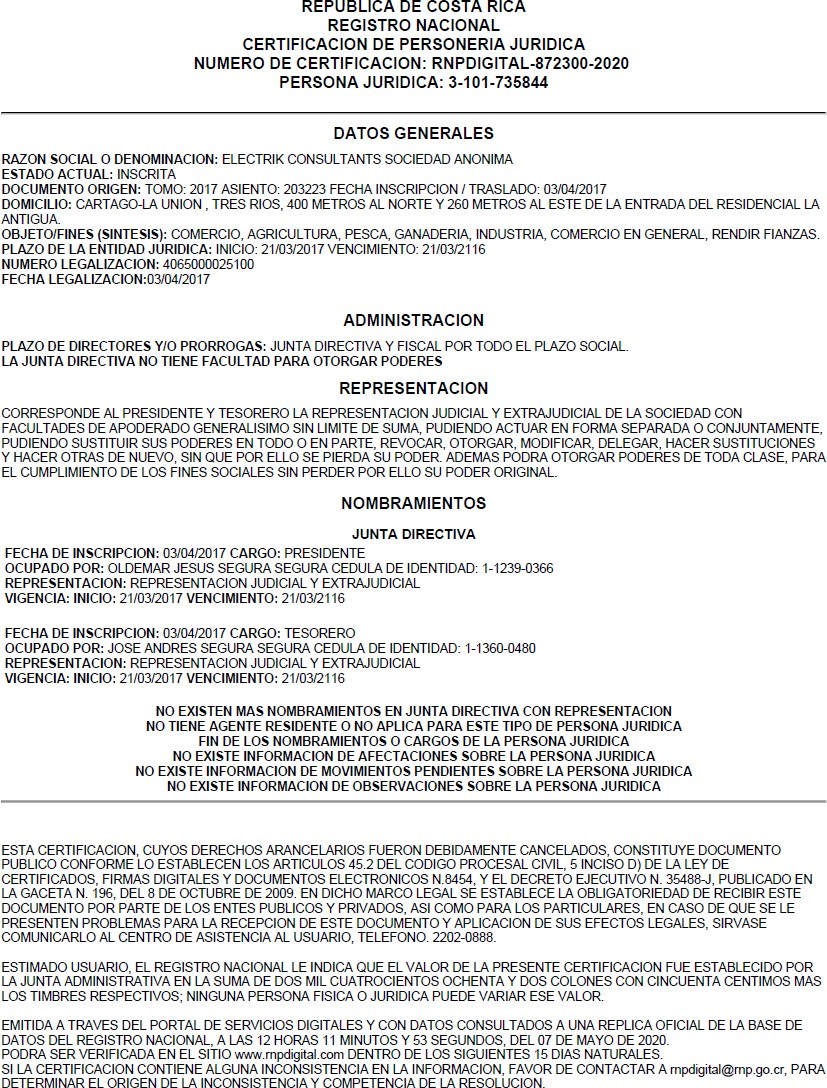 REPUBLICA DE COSTA RICA
REGISTRO NACIONAL
CERTIFICACION DE PERSONERIA JURIDICA
NUMERO DE CERTIFICACION: RNPDIGITAL-872300-2020
PERSONA JURIDICA: 3-101-735844
DATOS GENERALES
RAZON SOCIAL O DENOMINACION: ELECTRIK CONSULTANTS SOCIEDAD ANONIMA
ESTADO ACTUAL: INSCRITA
DOCUMENTO ORIGEN: TOMO: 2017 ASIENTO: 203223 FECHA INSCRIPCION / TRASLADO: 03/04/2017
DOMICILIO: CARTAGO-LA UNION , TRES RIOS, 400 METROS AL NORTE Y 260 METROS AL ESTE DE LA ENTRADA DEL RESIDENCIAL LA
ANTIGUA.
OBJETO/FINES (SINTESIS): COMERCIO, AGRICULTURA, PESCA, GANADERIA, INDUSTRIA, COMERCIO EN GENERAL, RENDIR FIANZAS.
PLAZO DE LA ENTIDAD JURIDICA: INICIO: 21/03/2017 VENCIMIENTO: 21/03/2116
NUMERO LEGALIZACION: 4065000025100
FECHA LEGALIZACION:03/04/2017
ADMINISTRACION
PLAZO DE DIRECTORES Y/O PRORROGAS: JUNTA DIRECTIVA Y FISCAL POR TODO EL PLAZO SOCIAL.
LA JUNTA DIRECTIVA NO TIENE FACULTAD PARA OTORGAR PODERES
REPRESENTACION
CORRESPONDE AL PRESIDENTE Y TESORERO LA REPRESENTACION JUDICIAL Y EXTRAJUDICIAL DE LA SOCIEDAD CON
FACULTADES DE APODERADO GENERALISIMO SIN LIMITE DE SUMA, PUDIENDO ACTUAR EN FORMA SEPARADA O CONJUNTAMENTE,
PUDIENDO SUSTITUIR SUS PODERES EN TODO O EN PARTE, REVOCAR, OTORGAR, MODIFICAR, DELEGAR, HACER SUSTITUCIONES
Y HACER OTRAS DE NUEVO, SIN QUE POR ELLO SE PIERDA SU PODER. ADEMAS PODRA OTORGAR PODERES DE TODA CLASE, PARA
EL CUMPLIMIENTO DE LOS FINES SOCIALES SIN PERDER POR ELLO SU PODER ORIGINAL.
NOMBRAMIENTOS
JUNTA DIRECTIVA
FECHA DE INSCRIPCION: 03/04/2017 CARGO: PRESIDENTE
OCUPADO POR: OLDEMAR JESUS SEGURA SEGURA CEDULA DE IDENTIDAD: 1-1239-0366
REPRESENTACION: REPRESENTACION JUDICIAL Y EXTRAJUDICIAL
VIGENCIA: INICIO: 21/03/2017 VENCIMIENTO: 21/03/2116
FECHA DE INSCRIPCION: 03/04/2017 CARGO: TESORERO
OCUPADO POR: JOSE ANDRES SEGURA SEGURA CEDULA DE IDENTIDAD: 1-1360-0480
REPRESENTACION: REPRESENTACION JUDICIAL Y EXTRAJUDICIAL
VIGENCIA: INICIO: 21/03/2017 VENCIMIENTO: 21/03/2116
NO EXISTEN MAS NOMBRAMIENTOS EN JUNTA DIRECTIVA CON REPRESENTACION
NO TIENE AGENTE RESIDENTE O NO APLICA PARA ESTE TIPO DE PERSONA JURIDICA
FIN DE LOS NOMBRAMIENTOS O CARGOS DE LA PERSONA JURIDICA
NO EXISTE INFORMACION DE AFECTACIONES SOBRE LA PERSONA JURIDICA
NO EXISTE INFORMACION DE MOVIMIENTOS PENDIENTES SOBRE LA PERSONA JURIDICA
NO EXISTE INFORMACION DE OBSERVACIONES SOBRE LA PERSONA JURIDICA
ESTA CERTIFICACION, CUYOS DERECHOS ARANCELARIOS FUERON DEBIDAMENTE CANCELADOS, CONSTITUYE DOCUMENTO
PUBLICO CONFORME LO ESTABLECEN LOS ARTICULOS 45.2 DEL CODIGO PROCESAL CIVIL, 5 INCISO D) DE LA LEY DE
CERTIFICADOS, FIRMAS DIGITALES Y DOCUMENTOS ELECTRONICOS N.8454, Y EL DECRETO EJECUTIVO N. 35488-J, PUBLICADO EN
LA GACETA N. 196, DEL 8 DE OCTUBRE DE 2009. EN DICHO MARCO LEGAL SE ESTABLECE LA OBLIGATORIEDAD DE RECIBIR ESTE
DOCUMENTO POR PARTE DE LOS ENTES PUBLICOS Y PRIVADOS, ASI COMO PARA LOS PARTICULARES, EN CASO DE QUE SE LE
PRESENTEN PROBLEMAS PARA LA RECEPCION DE ESTE DOCUMENTO Y APLICACION DE SUS EFECTOS LEGALES, SIRVASE
COMUNICARLO AL CENTRO DE ASISTENCIA AL USUARIO, TELEFONO. 2202-0888.
ESTIMADO USUARIO, EL REGISTRO NACIONAL LE INDICA QUE EL VALOR DE LA PRESENTE CERTIFICACION FUE ESTABLECIDO POR
LA JUNTA ADMINISTRATIVA EN LA SUMA DE DOS MIL CUATROCIENTOS OCHENTA Y DOS COLONES CON CINCUENTA CENTIMOS MAS
LOS TIMBRES RESPECTIVOS; NINGUNA PERSONA FISICA O JURIDICA PUEDE VARIAR ESE VALOR.
EMITIDA A TRAVES DEL PORTAL DE SERVICIOS DIGITALES Y CON DATOS CONSULTADOS A UNA REPLICA OFICIAL DE LA BASE DE
DATOS DEL REGISTRO NACIONAL, A LAS 12 HORAS 11 MINUTOS Y 53 SEGUNDOS, DEL 07 DE MAYO DE 2020.
PODRA SER VERIFICADA EN EL SITIO www.rnpdigital.com DENTRO DE LOS SIGUIENTES 15 DIAS NATURALES.
SI LA CERTIFICACION CONTIENE ALGUNA INCONSISTENCIA EN LA INFORMACION, FAVOR DE CONTACTAR A rnpdigital@rnp.go.cr, PARA
DETERMINAR EL ORIGEN DE LA INCONSISTENCIA Y COMPETENCIA DE LA RESOLUCION.